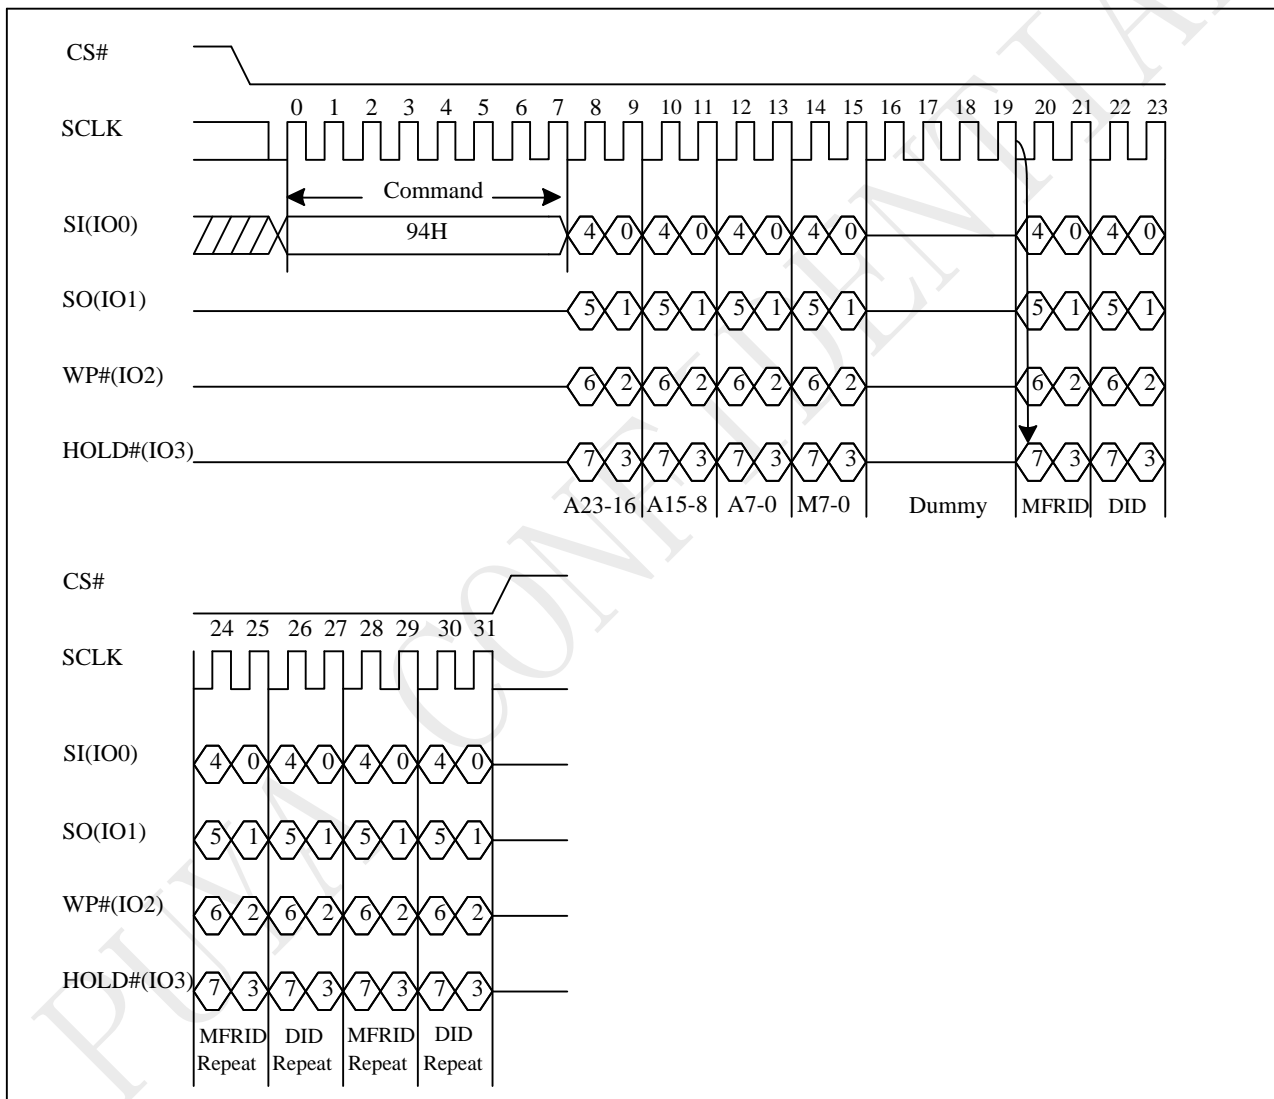 CS#
0 1 2 3 4 5 6 7 8 9 10 11 12 13 14 15 16 17 18 19 20 21 22 23
SCLK
Command
SI(IO0) 94H 4 0 4 0 4 0 4 0 4 0 4 0
SO(IO1) 5 1 5 1 5 1 5 1 5 1 5 1
WP#(IO2) 6 2 6 2 6 2 6 2 6 2 6 2
HOLD#(IO3) 7 3 7 3 7 3 7 3 7 3 7 3
A23-16 A15-8 A7-0 M7-0 Dummy MFRID DID
CS#
24 25 26 27 28 29 30 31
SCLK
SI(IO0) 4 0 4 0 4 0 4 0
SO(IO1) 5 1 5 1 5 1 5 1
WP#(IO2) 6 2 6 2 6 2 6 2
HOLD#(IO3) 7 3 7 3 7 3 7 3
MFRID DID MFRID DID
Repeat Repeat Repeat Repeat
PUYA CONFIDENTIAL